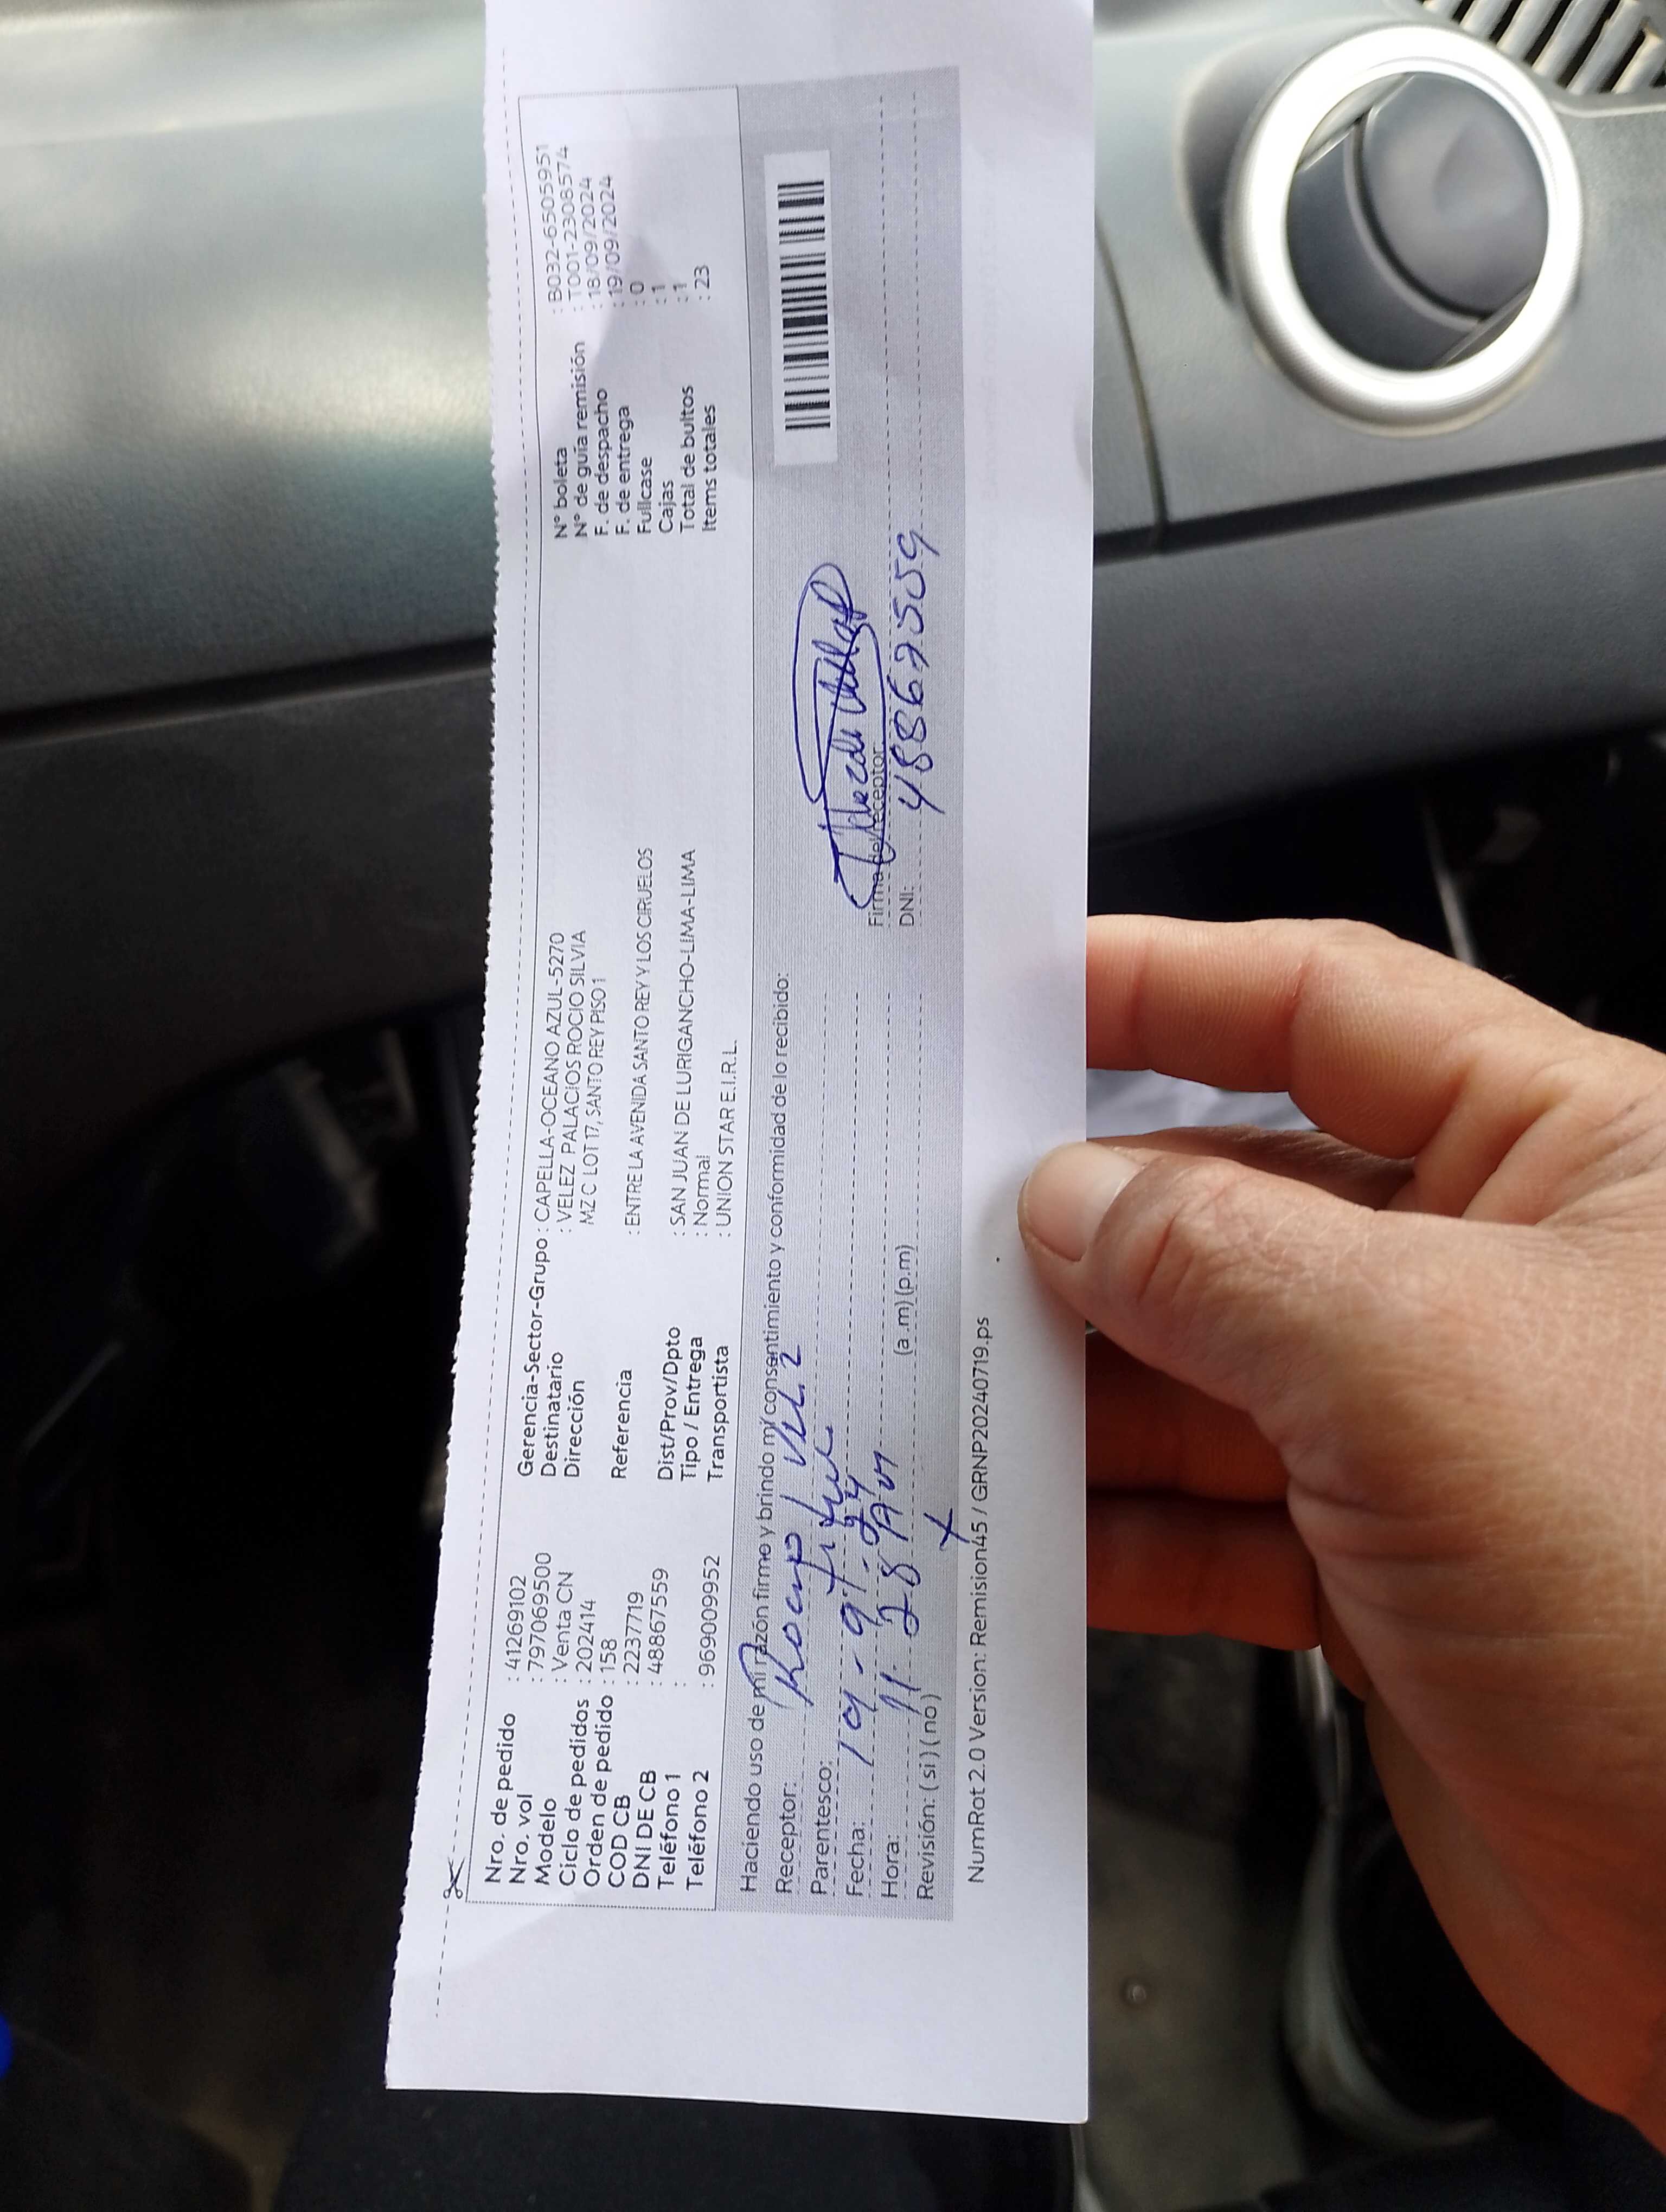 Nro. de pedido : 41269102
Nro. vol : 797069500
Modelo : Venta CN
Ciclo de pedidos : 202414
Orden de pedido : 158
COD CB : 2237719
DNI DE CB : 48867559
Teléfono 1 :
Teléfono 2 : 969009952
Gerencia-Sector-Grupo : CAPELLA-OCEANO AZUL-5270
Destinatario : VELEZ PALACIOS ROCIO SILVIA
Dirección MZ C LOT 17, SANTO REY PISO 1
Referencia : ENTRE LA AVENIDA SANTO REY Y LOS CIRUELOS
Dist/Prov/Dpto : SAN JUAN DE LURIGANCHO-LIMA-LIMA
Tipo / Entrega : Normal
Transportista : UNION STAR E.I.R.L.
N° boleta : B032-65059551
N° de guía remisión : T001-2308574
F. de despacho : 18/09/2024
F. de entrega : 19/09/2024
Fullcase : 0
Cajas : 1
Total de bultos : 1
Items totales : 23
Haciendo uso de mi razón firmo y brindo mi consentimiento y conformidad de lo recibido:
Receptor:
Parentesco:
Fecha: 19-09-24
Hora: 11 28 AM (a.m) (p.m)
Revisión: ( si ) ( no ) X
Firma del receptor
DNI: 48867559
NumRot 2.0 Version: Remision45 / GRNP20240719.ps